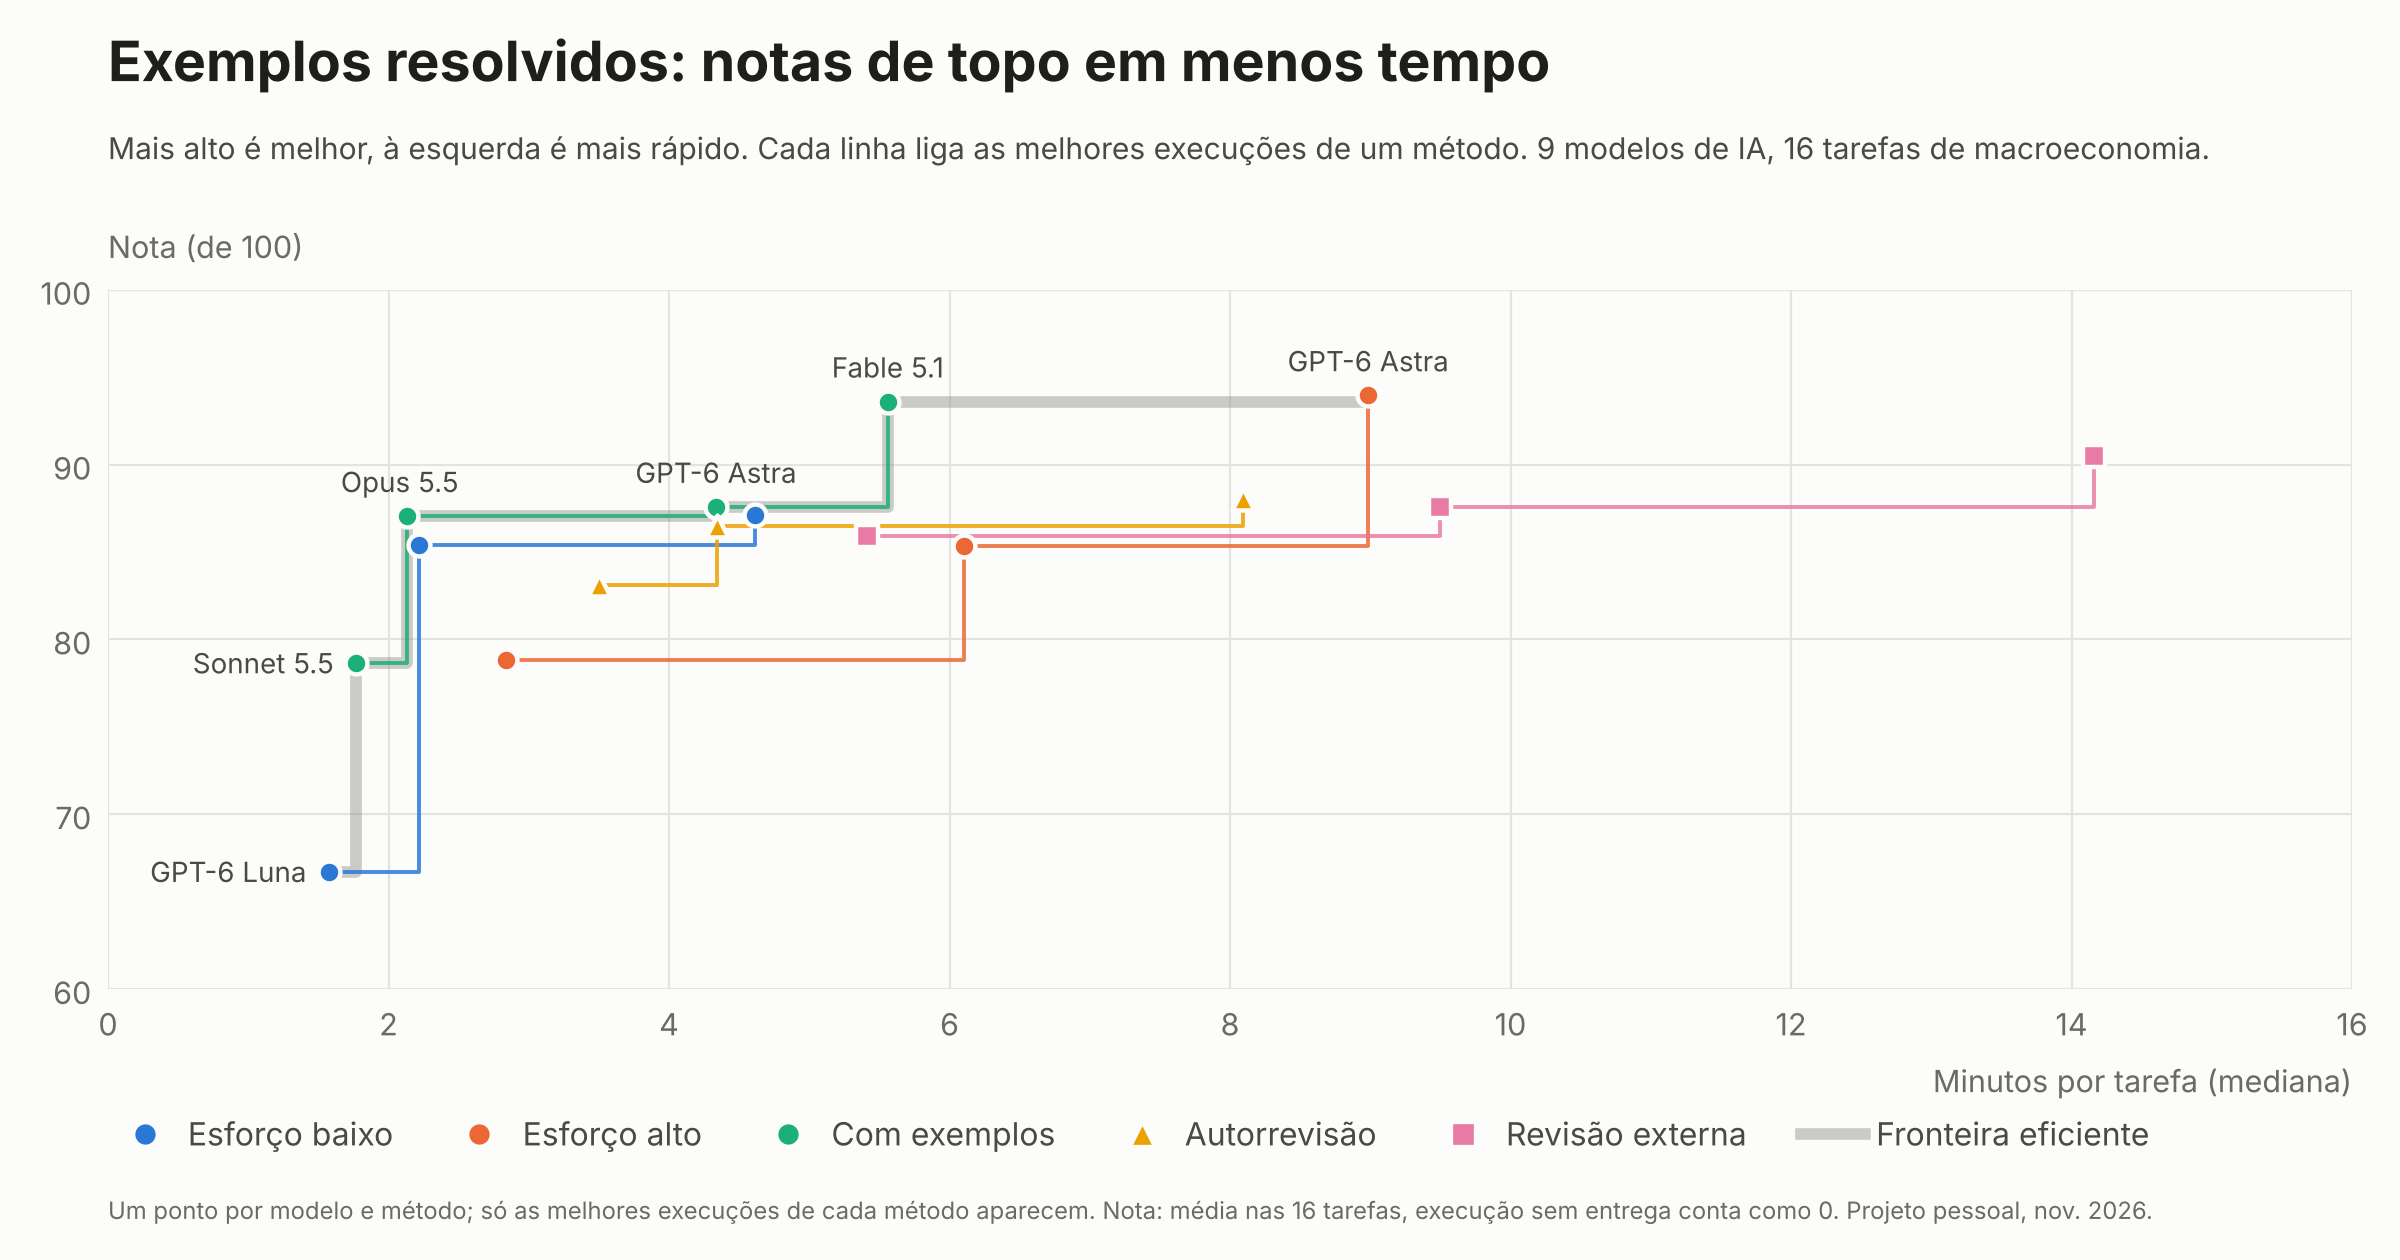 Exemplos resolvidos: notas de topo em menos tempo
Mais alto é melhor, à esquerda é mais rápido. Cada linha liga as melhores execuções de um método. 9 modelos de IA, 16 tarefas de macroeconomia.
Nota (de 100)
100
90
80
70
60
Fable 5.1
GPT-6 Astra
GPT-6 Astra
Opus 5.5
Sonnet 5.5
GPT-6 Luna
0 2 4 6 8 10 12 14 16
Minutos por tarefa (mediana)
Esforço baixo Esforço alto Com exemplos Autorrevisão Revisão externa Fronteira eficiente
Um ponto por modelo e método; só as melhores execuções de cada método aparecem. Nota: média nas 16 tarefas, execução sem entrega conta como 0. Projeto pessoal, nov. 2026.